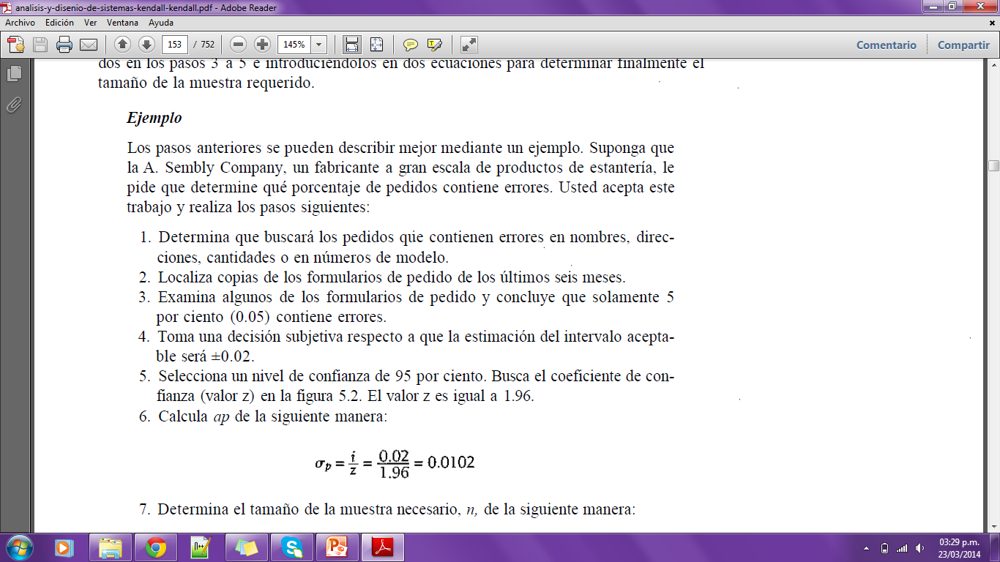 analisis-y-disenio-de-sistemas-kendall-kendall.pdf - Adobe Reader
Archivo Edición Ver Ventana Ayuda
153 / 752 145% Comentario Compartir
dos en los pasos 3 a 5 e introduciéndolos en dos ecuaciones para determinar finalmente el
tamaño de la muestra requerido.
Ejemplo
Los pasos anteriores se pueden describir mejor mediante un ejemplo. Suponga que
la A. Sembly Company, un fabricante a gran escala de productos de estantería, le
pide que determine qué porcentaje de pedidos contiene errores. Usted acepta este
trabajo y realiza los pasos siguientes:
1. Determina que buscará los pedidos que contienen errores en nombres, direc-
ciones, cantidades o en números de modelo.
2. Localiza copias de los formularios de pedido de los últimos seis meses.
3. Examina algunos de los formularios de pedido y concluye que solamente 5
por ciento (0.05) contiene errores.
4. Toma una decisión subjetiva respecto a que la estimación del intervalo acepta-
ble será ±0.02.
5. Selecciona un nivel de confianza de 95 por ciento. Busca el coeficiente de con-
fianza (valor z) en la figura 5.2. El valor z es igual a 1.96.
6. Calcula ap de la siguiente manera:
σp = i/z = 0.02/1.96 = 0.0102
7. Determina el tamaño de la muestra necesario, n, de la siguiente manera:
03:29 p.m.
23/03/2014